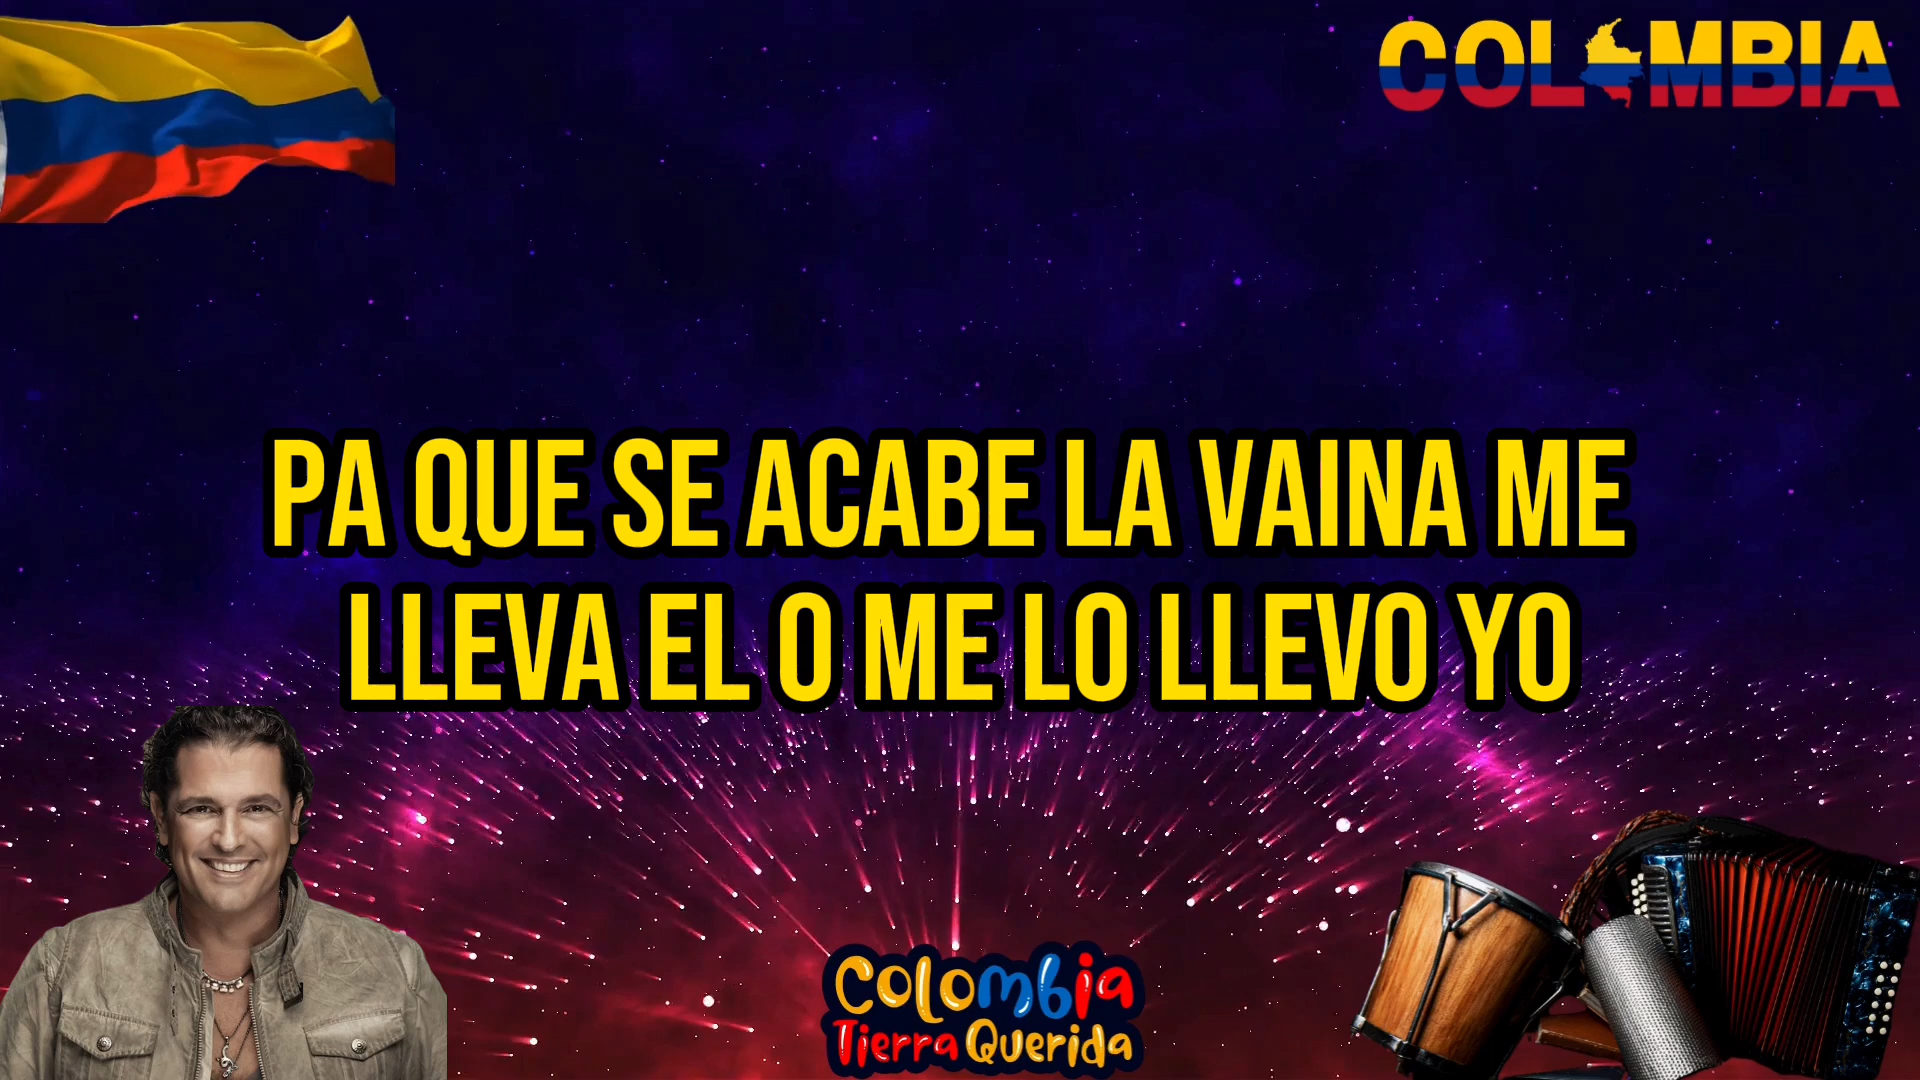 COLOMBIA
PA QUE SE ACABE LA VAINA ME
LLEVA EL O ME LO LLEVO YO
Colombia
Tierra Querida